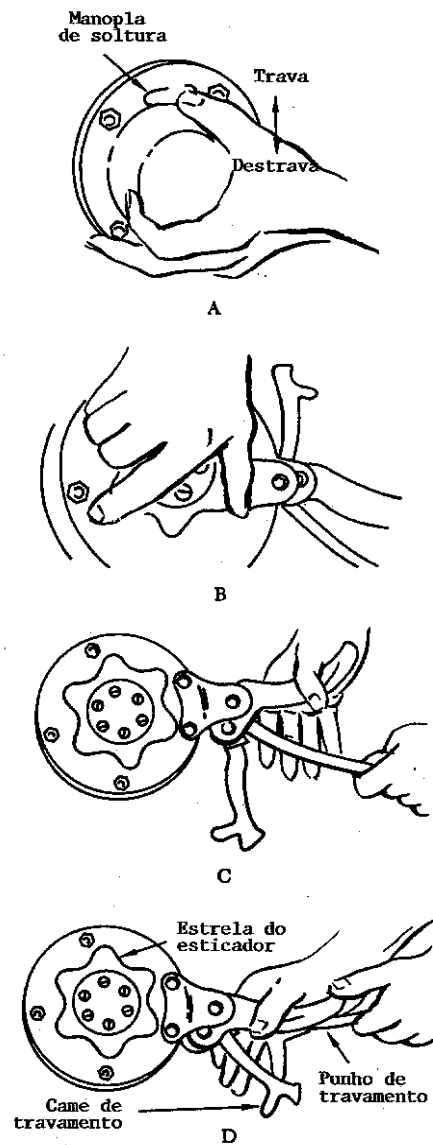 Manopla
de soltura
Trava
Destrava
A
B
C
Estrela do
esticador
Came de
travamento
Punho de
travamento
D